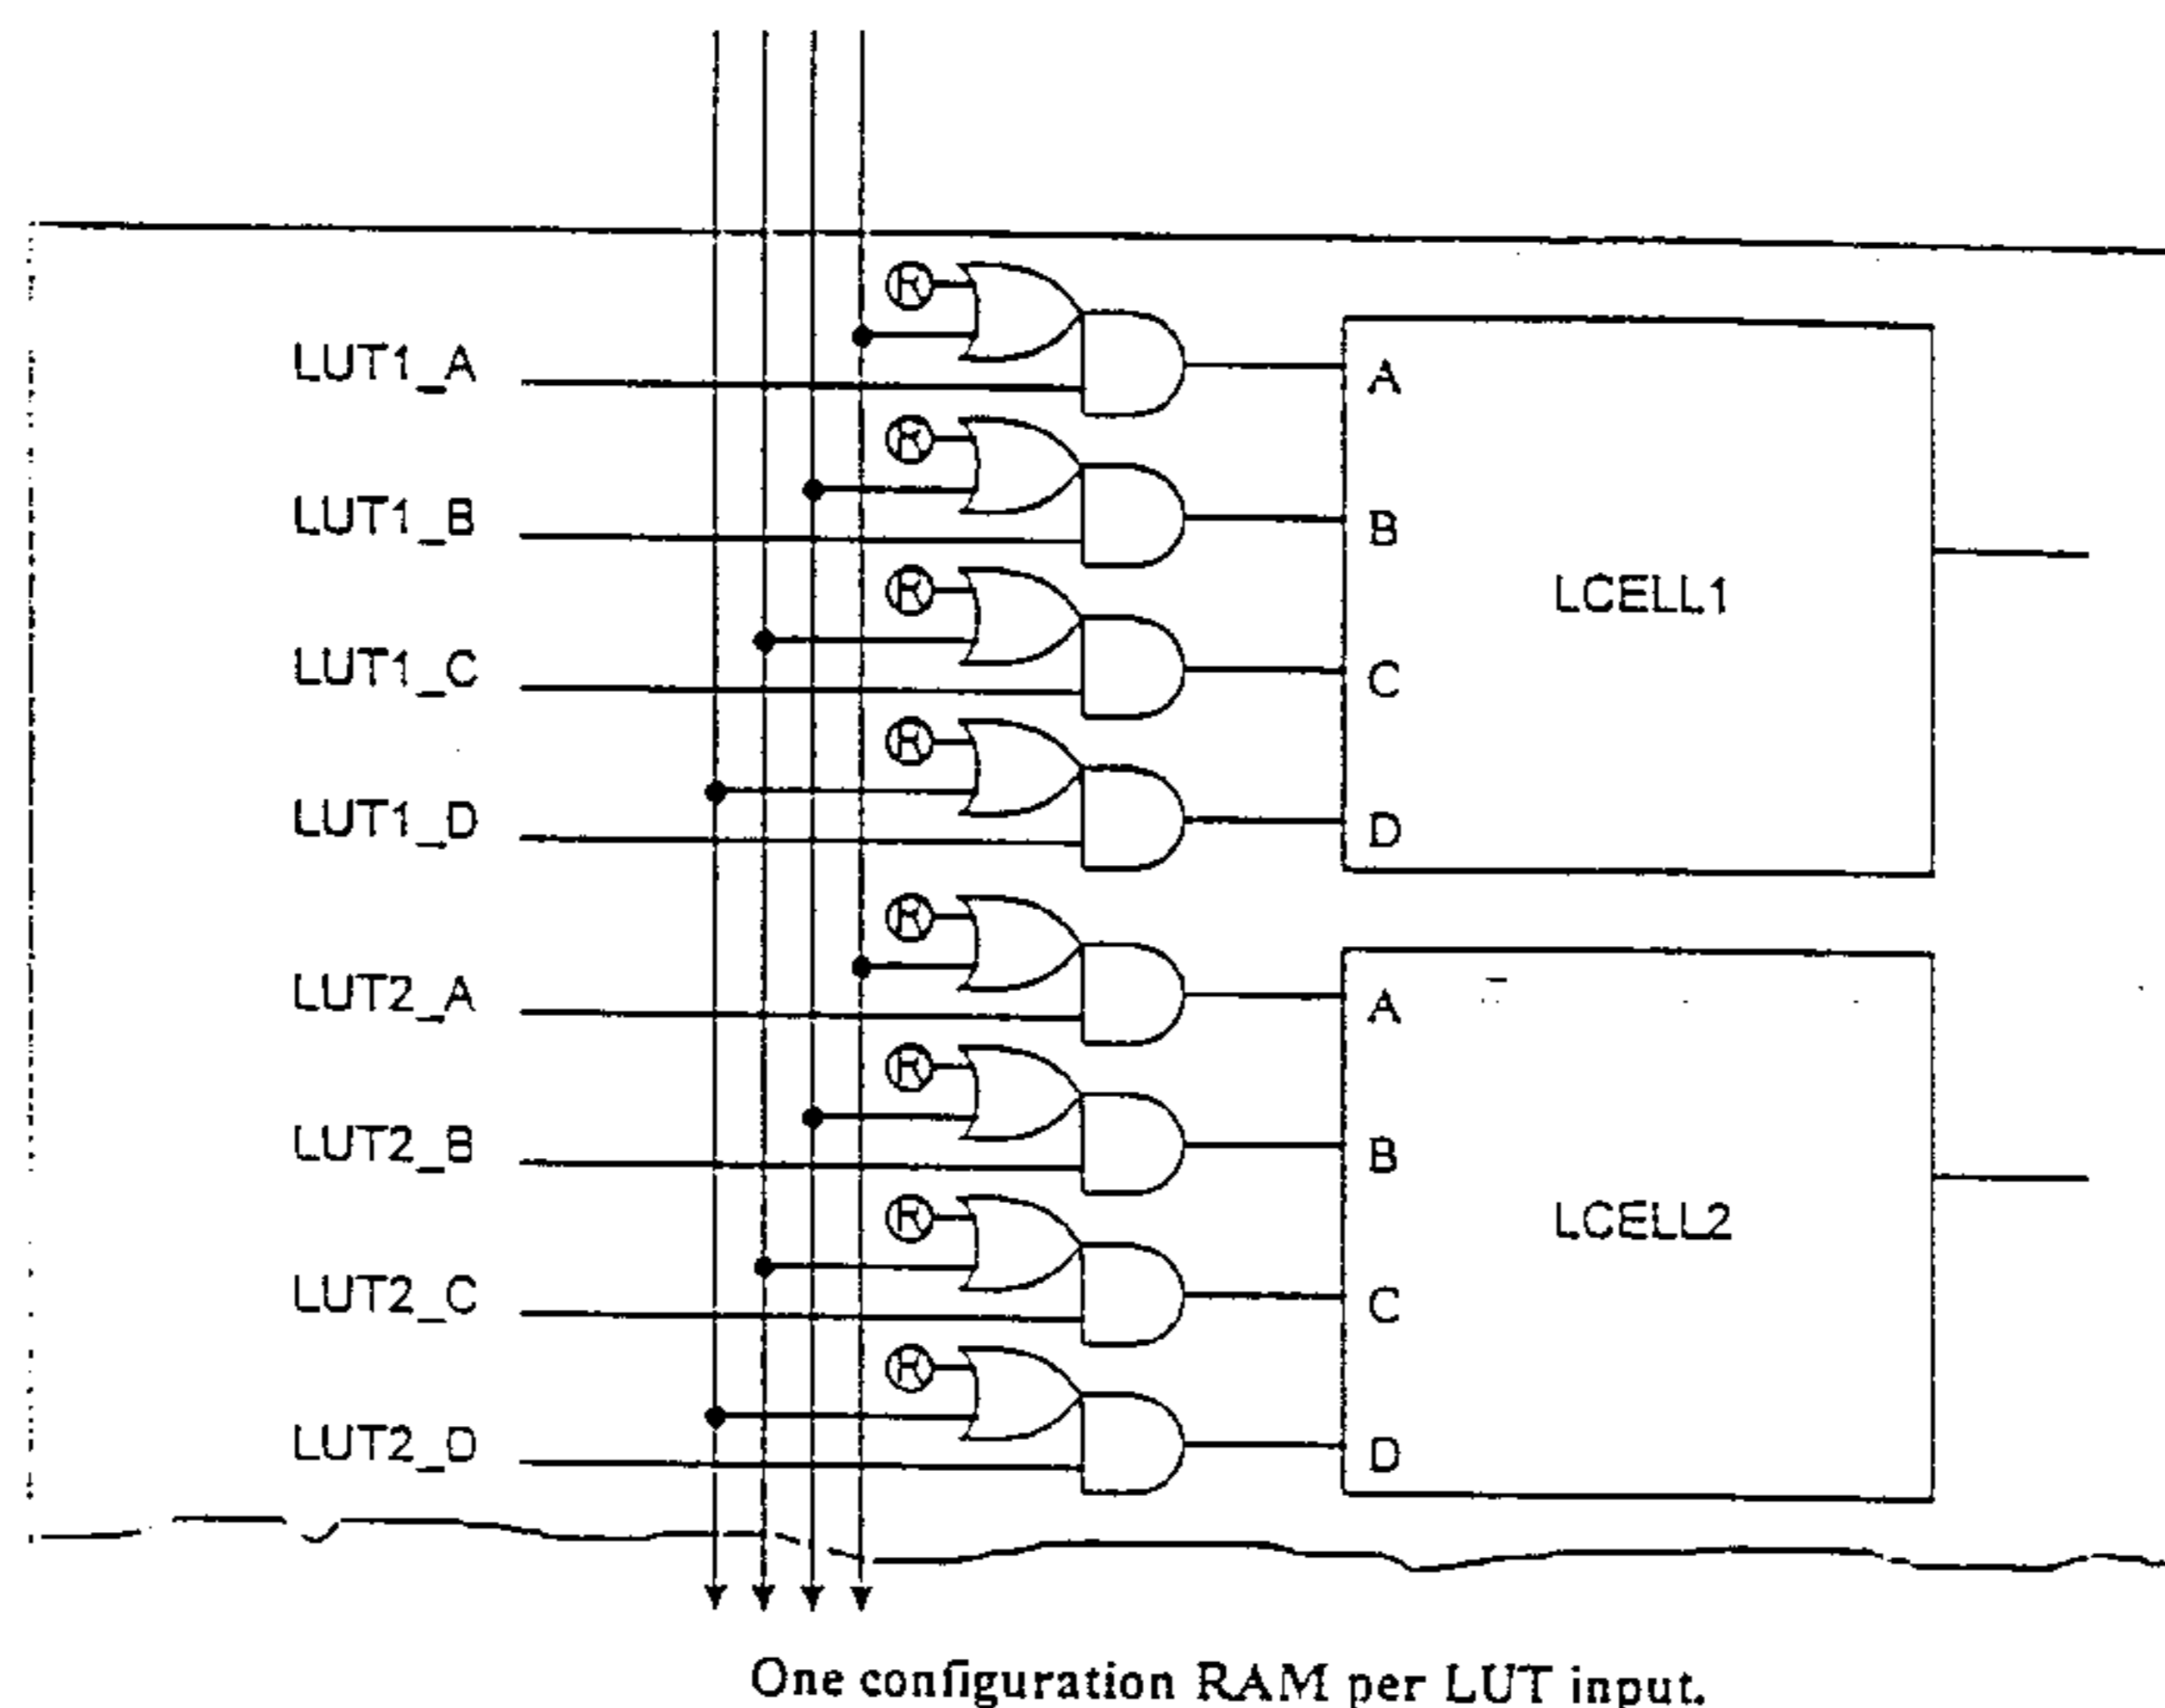 R
LUT1_A
A
R
LUT1_B
B
R
LCELL1
LUT1_C
C
R
LUT1_D
D
R
LUT2_A
A
R
LUT2_B
B
R
LCELL2
LUT2_C
C
R
LUT2_D
D
One configuration RAM per LUT input.